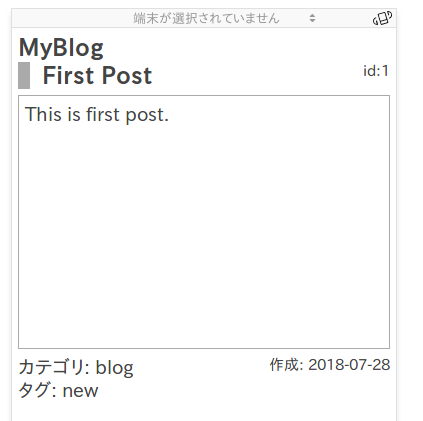 端末が選択されていません
MyBlog
First Post
id:1
This is first post.
カテゴリ: blog
作成: 2018-07-28
タグ: new